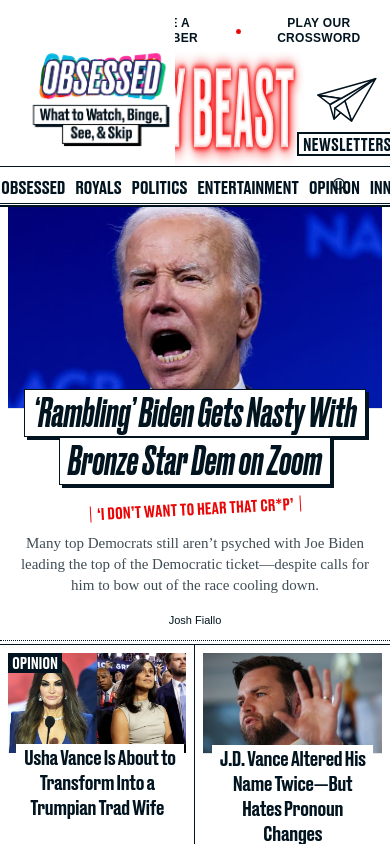 E A
BER
PLAY OUR
CROSSWORD
OBSESSED
What to Watch, Binge,
See, & Skip
Y BEAST
NEWSLETTERS
OBSESSED ROYALS POLITICS ENTERTAINMENT OPINION INN
NA
ACP
‘Rambling’ Biden Gets Nasty With
Bronze Star Dem on Zoom
‘I DON’T WANT TO HEAR THAT CR*P’
Many top Democrats still aren’t psyched with Joe Biden
leading the top of the Democratic ticket—despite calls for
him to bow out of the race cooling down.
Josh Fiallo
OPINION
Usha Vance Is About to
Transform Into a
Trumpian Trad Wife
J.D. Vance Altered His
Name Twice—But
Hates Pronoun
Changes